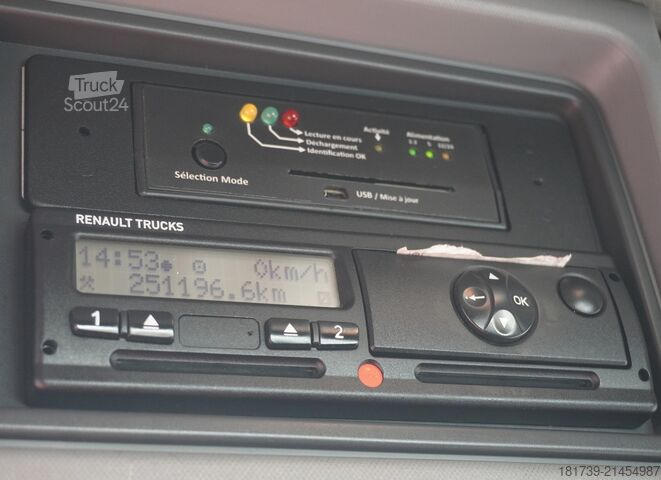 Truck
Scout24
Lecture en cours
Déchargement
Identification OK
Activité
Alimentation
Sélection Mode
USB / Mise à jour
RENAULT TRUCKS
14:53 0km/h
251196.6km
OK
1 2
181739-21454987